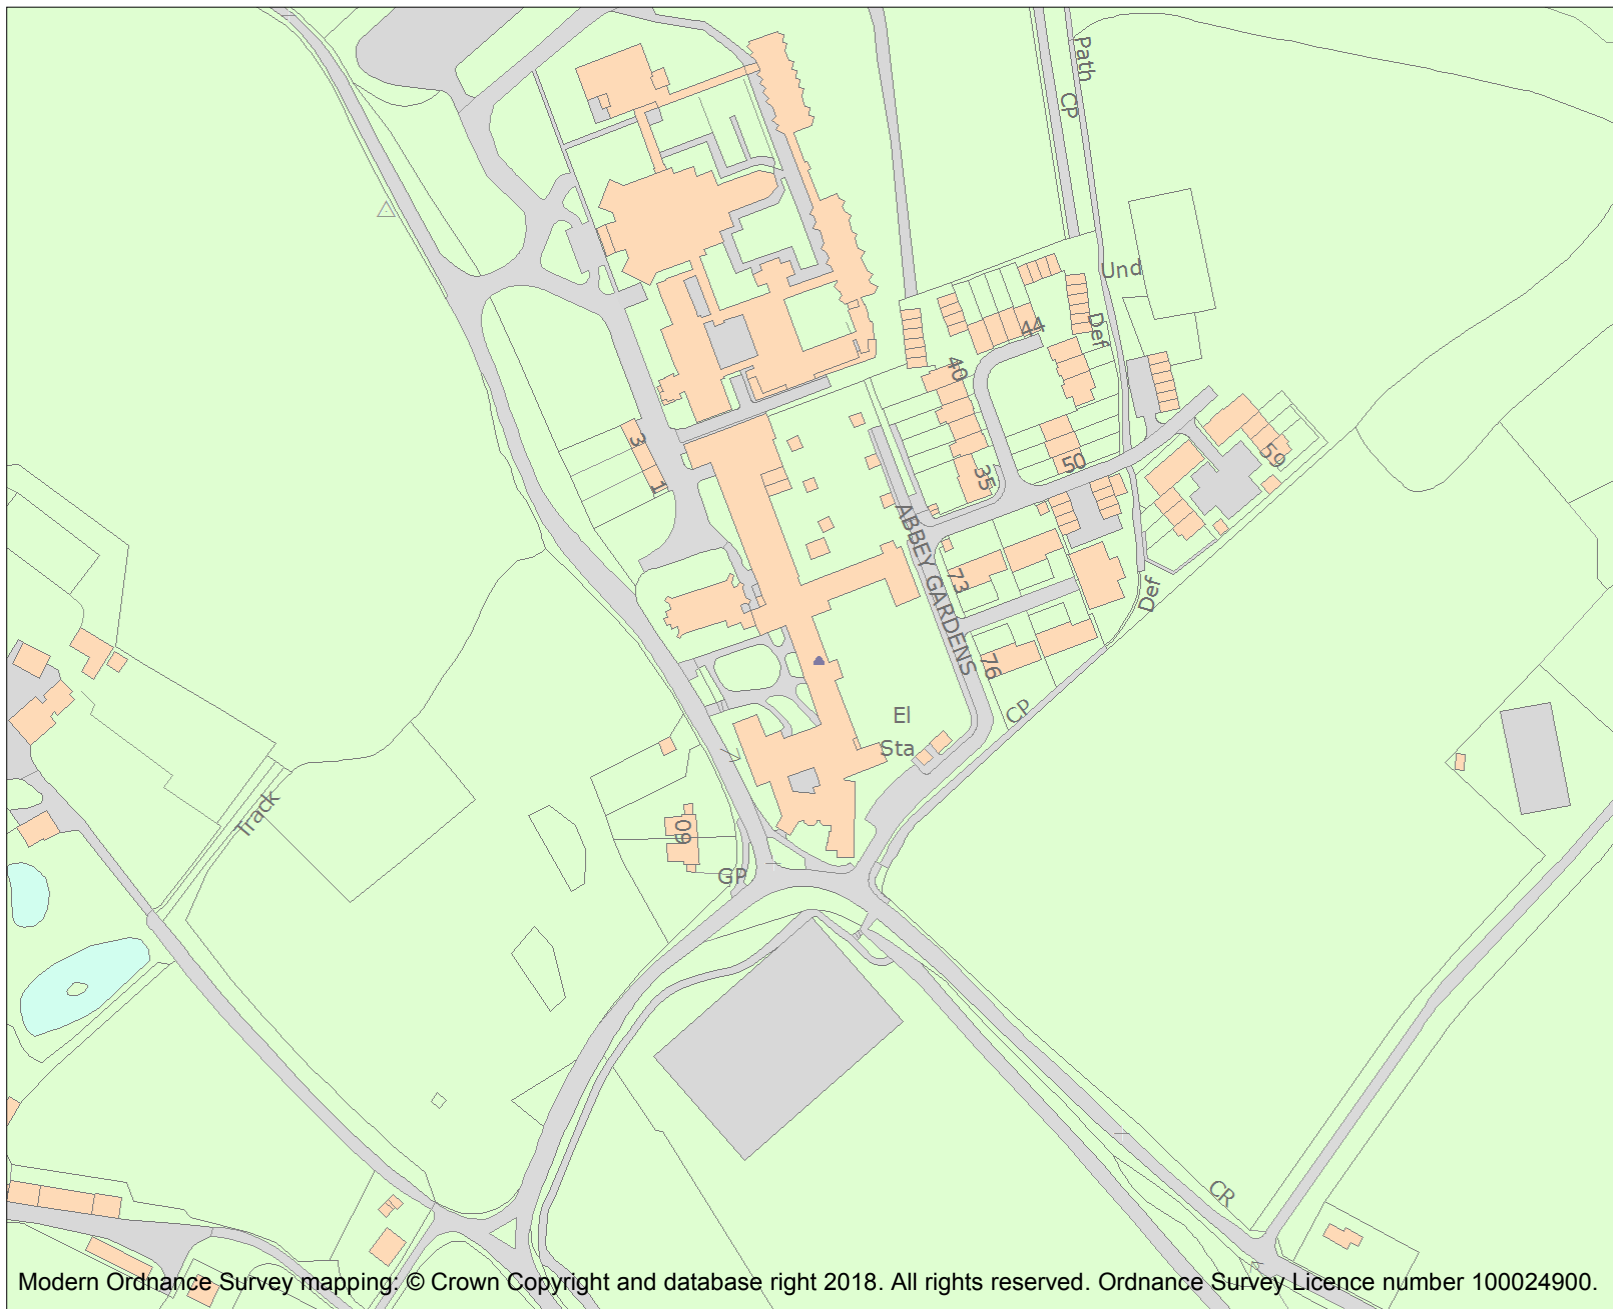 Path
CP
Und
Def
44
40
3
1
35
50
59
ABBEY GARDENS
73
Def
76
CP
El
Sta
Track
60
GP
CR
Modern Ordnance Survey mapping: © Crown Copyright and database right 2018. All rights reserved. Ordnance Survey Licence number 100024900.